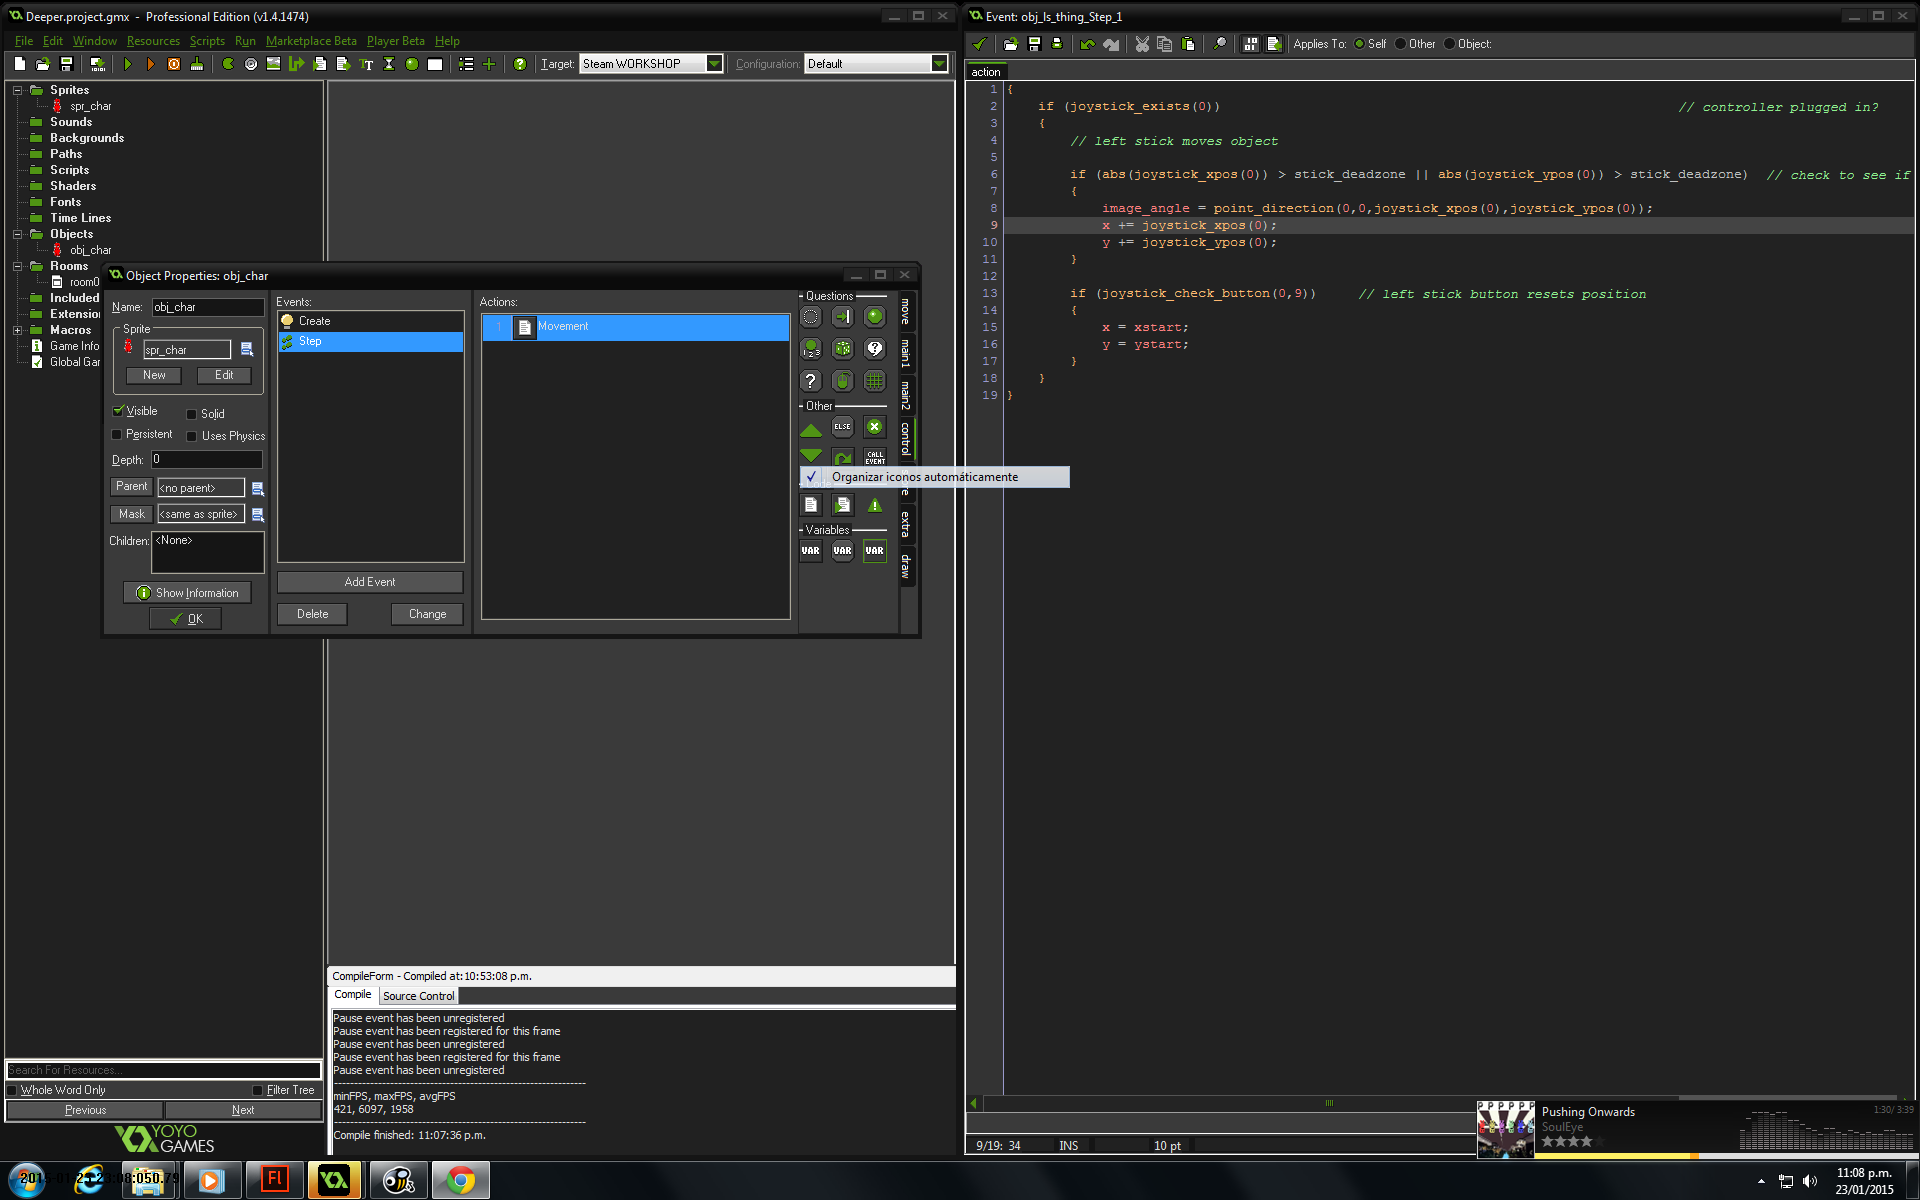 Deeper.project.gmx - Professional Edition (v1.4.1474)
File Edit Window Resources Scripts Run Marketplace Beta Player Beta Help
Target: Steam WORKSHOP Configuration: Default
Sprites
spr_char
Sounds
Backgrounds
Paths
Scripts
Shaders
Fonts
Time Lines
Objects
obj_char
Rooms
room0
Included
Extension
Macros
Game Info
Global Gar
Object Properties: obj_char
Name: obj_char
Sprite
spr_char
New Edit
Visible Solid
Persistent Uses Physics
Depth: 0
Parent <no parent>
Mask <same as sprite>
Children: <None>
Show Information
OK
Events:
Create
Step
Add Event
Delete Change
Actions:
1 Movement
Questions
Other
ELSE
CALL EVENT
Organizar iconos automáticamente
Variables
VAR VAR VAR
move
main1
main2
control
extra
draw
CompileForm - Compiled at:10:53:08 p.m.
Compile Source Control
Pause event has been unregistered
Pause event has been registered for this frame
Pause event has been unregistered
Pause event has been registered for this frame
Pause event has been unregistered
minFPS, maxFPS, avgFPS
421, 6097, 1958
Compile finished: 11:07:36 p.m.
Search For Resources...
Whole Word Only Filter Tree
Previous Next
YOYO GAMES
Event: obj_ls_thing_Step_1
Applies To: Self Other Object:
action
1 {
2 if (joystick_exists(0)) // controller plugged in?
3 {
4 // left stick moves object
5
6 if (abs(joystick_xpos(0)) > stick_deadzone || abs(joystick_ypos(0)) > stick_deadzone) // check to see if
7 {
8 image_angle = point_direction(0,0,joystick_xpos(0),joystick_ypos(0));
9 x += joystick_xpos(0);
10 y += joystick_ypos(0);
11 }
12
13 if (joystick_check_button(0,9)) // left stick button resets position
14 {
15 x = xstart;
16 y = ystart;
17 }
18 }
19 }
9/19: 34 INS 10 pt
Pushing Onwards
SoulEye
1:30/ 3:39
Fl
11:08 p.m.
23/01/2015